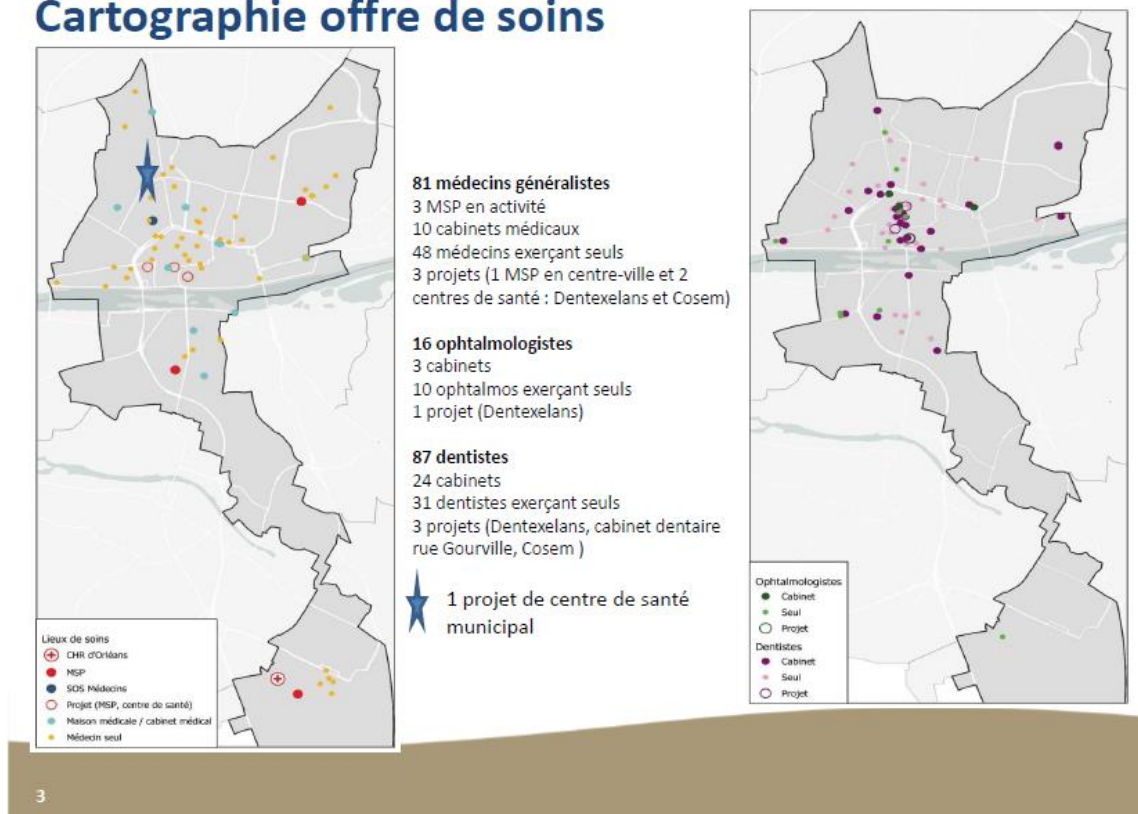 Cartographie offre de soins
81 médecins généralistes
3 MSP en activité
10 cabinets médicaux
48 médecins exerçant seuls
3 projets (1 MSP en centre-ville et 2
centres de santé : Dentexelans et Cosem)
16 ophtalmologistes
3 cabinets
10 ophtalmos exerçant seuls
1 projet (Dentexelans)
87 dentistes
24 cabinets
31 dentistes exerçant seuls
3 projets (Dentexelans, cabinet dentaire
rue Gourville, Cosem )
1 projet de centre de santé
municipal
Lieux de soins
CHR d'Orléans
MSP
SOS Médecins
Projet (MSP, centre de santé)
Maison médicale / cabinet médical
Médecin seul
Ophtalmologistes
Cabinet
Seul
Projet
Dentistes
Cabinet
Seul
Projet
3